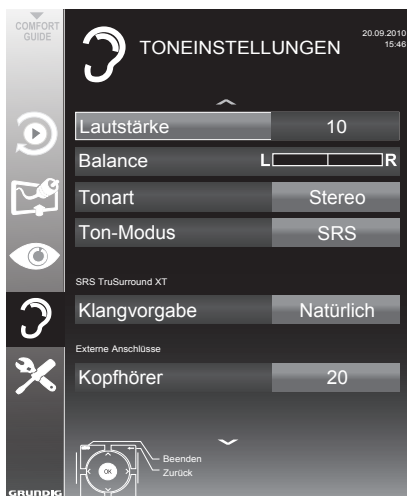 COMFORT
GUIDE
TONEINSTELLUNGEN
20.09.2010
15:46
Lautstärke 10
Balance L R
Tonart Stereo
Ton-Modus SRS
SRS TruSurround XT
Klangvorgabe Natürlich
Externe Anschlüsse
Kopfhörer 20
Beenden
OK
Zurück
GRUNDIG